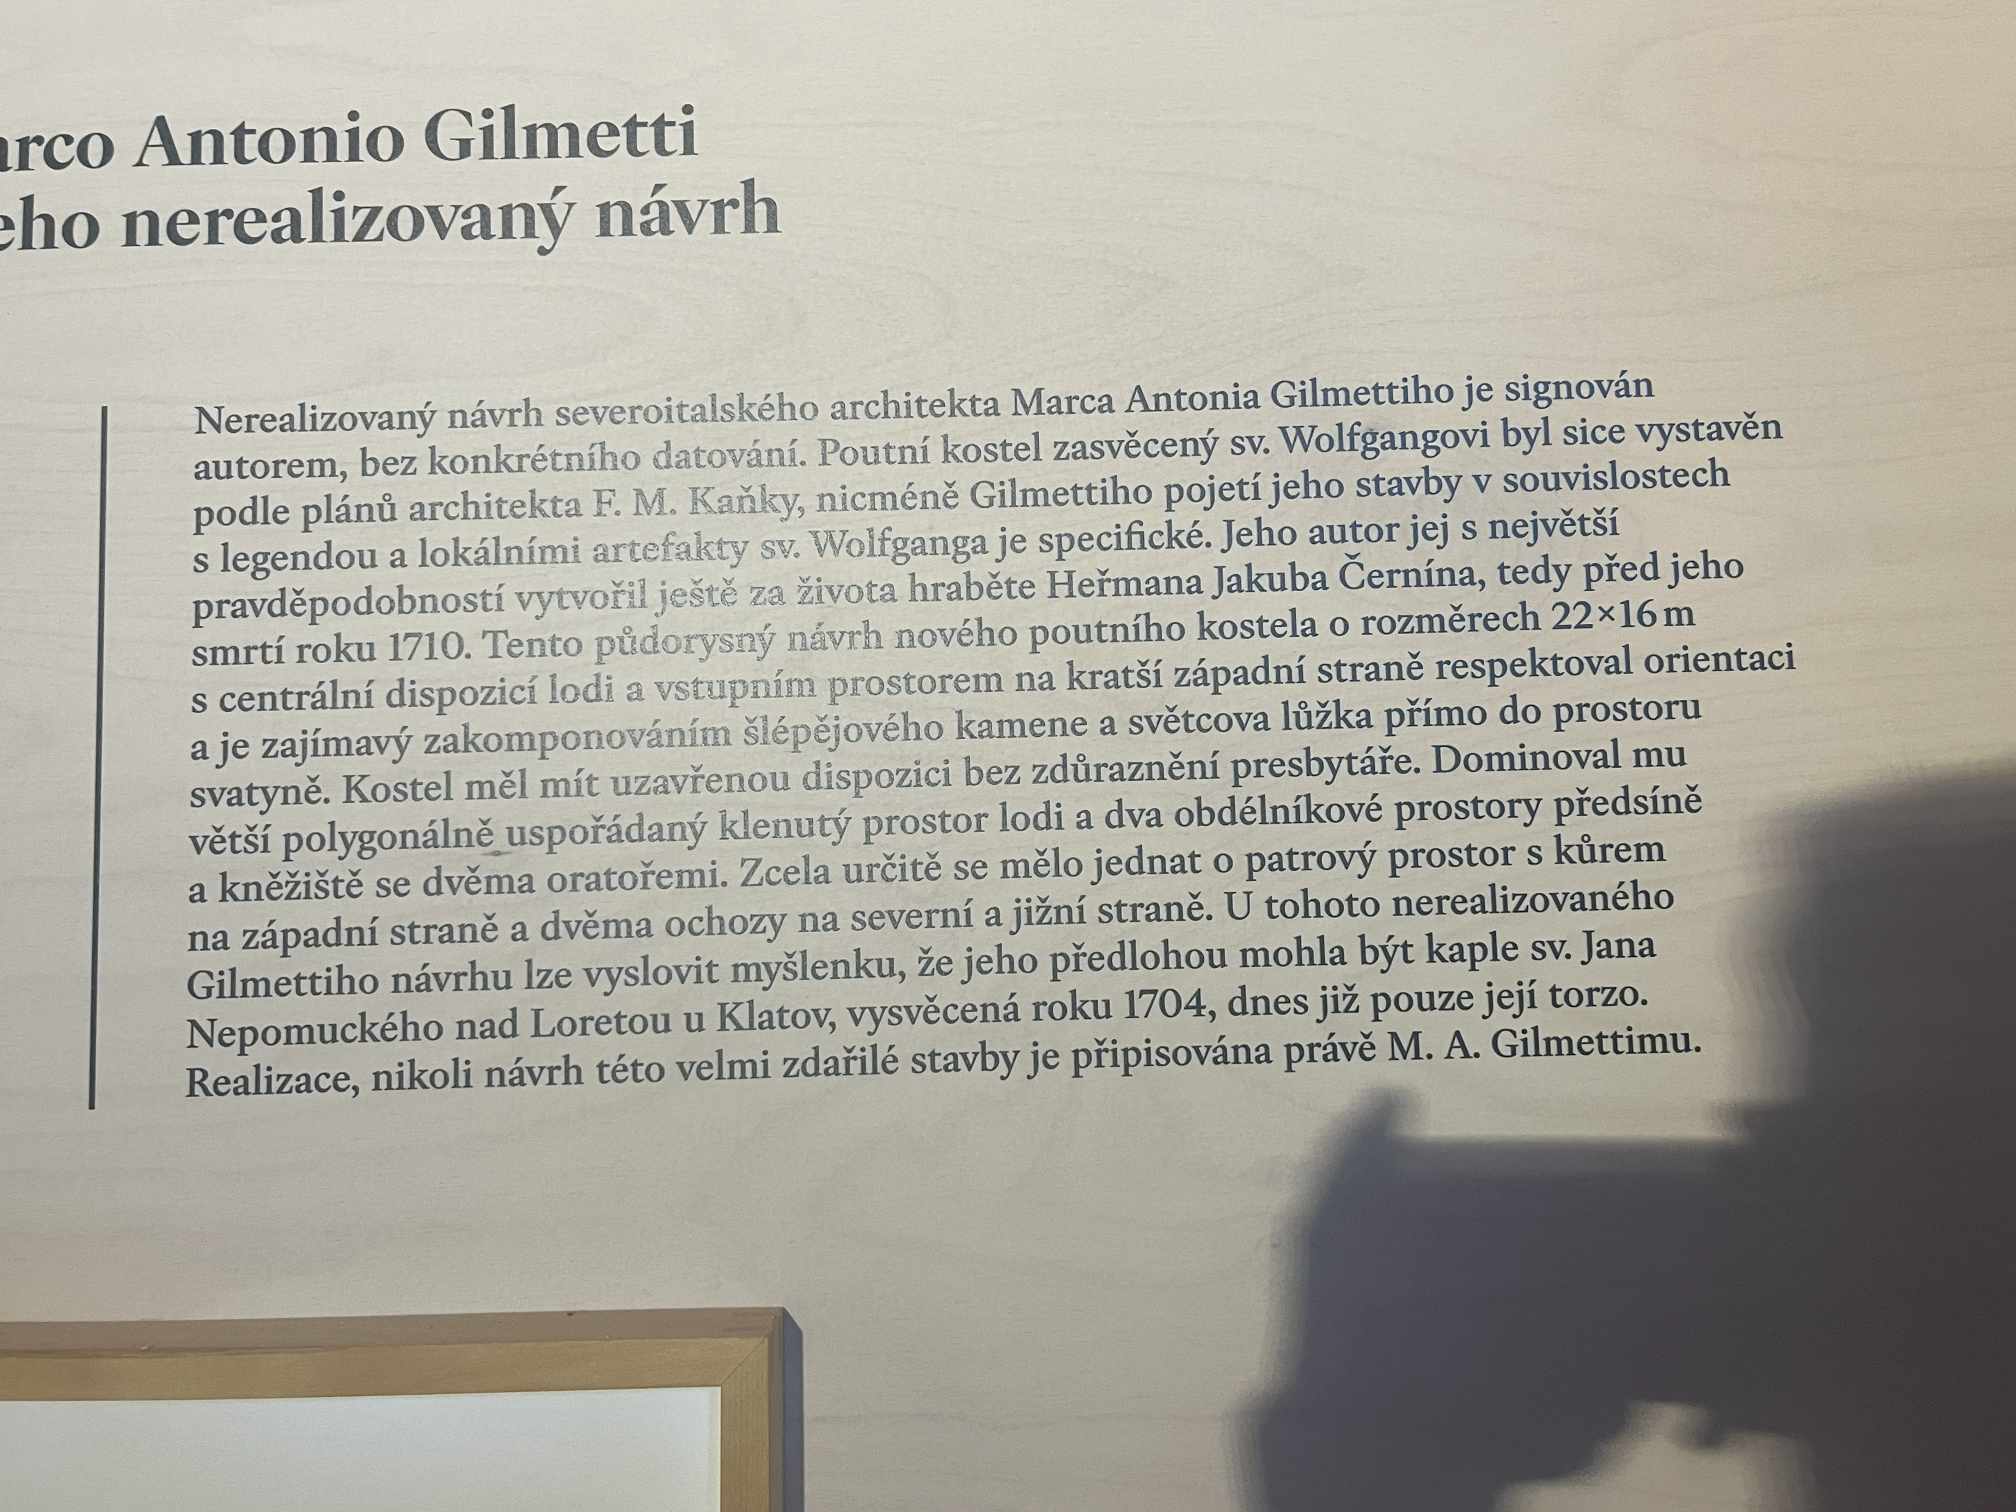 Antonio Gilmetti
nerealizovaný návrh
Nerealizovaný návrh severoitalského architekta Marca Antonia Gilmettiho je signován
autorem, bez konkrétního datování. Poutní kostel zasvěcený sv. Wolfgangovi byl sice vystavěn
podle plánů architekta F. M. Kaňky, nicméně Gilmettiho pojetí jeho stavby v souvislostech
s legendou a lokálními artefakty sv. Wolfganga je specifické. Jeho autor jej s největší
pravděpodobností vytvořil ještě za života hraběte Heřmana Jakuba Černína, tedy před jeho
smrtí roku 1710. Tento půdorysný návrh nového poutního kostela o rozměrech 22×16 m
s centrální dispozicí lodi a vstupním prostorem na kratší západní straně respektoval orientaci
a je zajímavý zakomponováním šlépějového kamene a světcova lůžka přímo do prostoru
svatyně. Kostel měl mít uzavřenou dispozici bez zdůraznění presbytáře. Dominoval mu
větší polygonálně uspořádaný klenutý prostor lodi a dva obdélníkové prostory předsíně
a kněžiště se dvěma oratořemi. Zcela určitě se mělo jednat o patrový prostor s kůrem
na západní straně a dvěma ochozy na severní a jižní straně. U tohoto nerealizovaného
Gilmettiho návrhu lze vyslovit myšlenku, že jeho předlohou mohla být kaple sv. Jana
Nepomuckého nad Loretou u Klatov, vysvěcená roku 1704, dnes již pouze její torzo.
Realizace, nikoli návrh této velmi zdařilé stavby je připisována právě M. A. Gilmettimu.